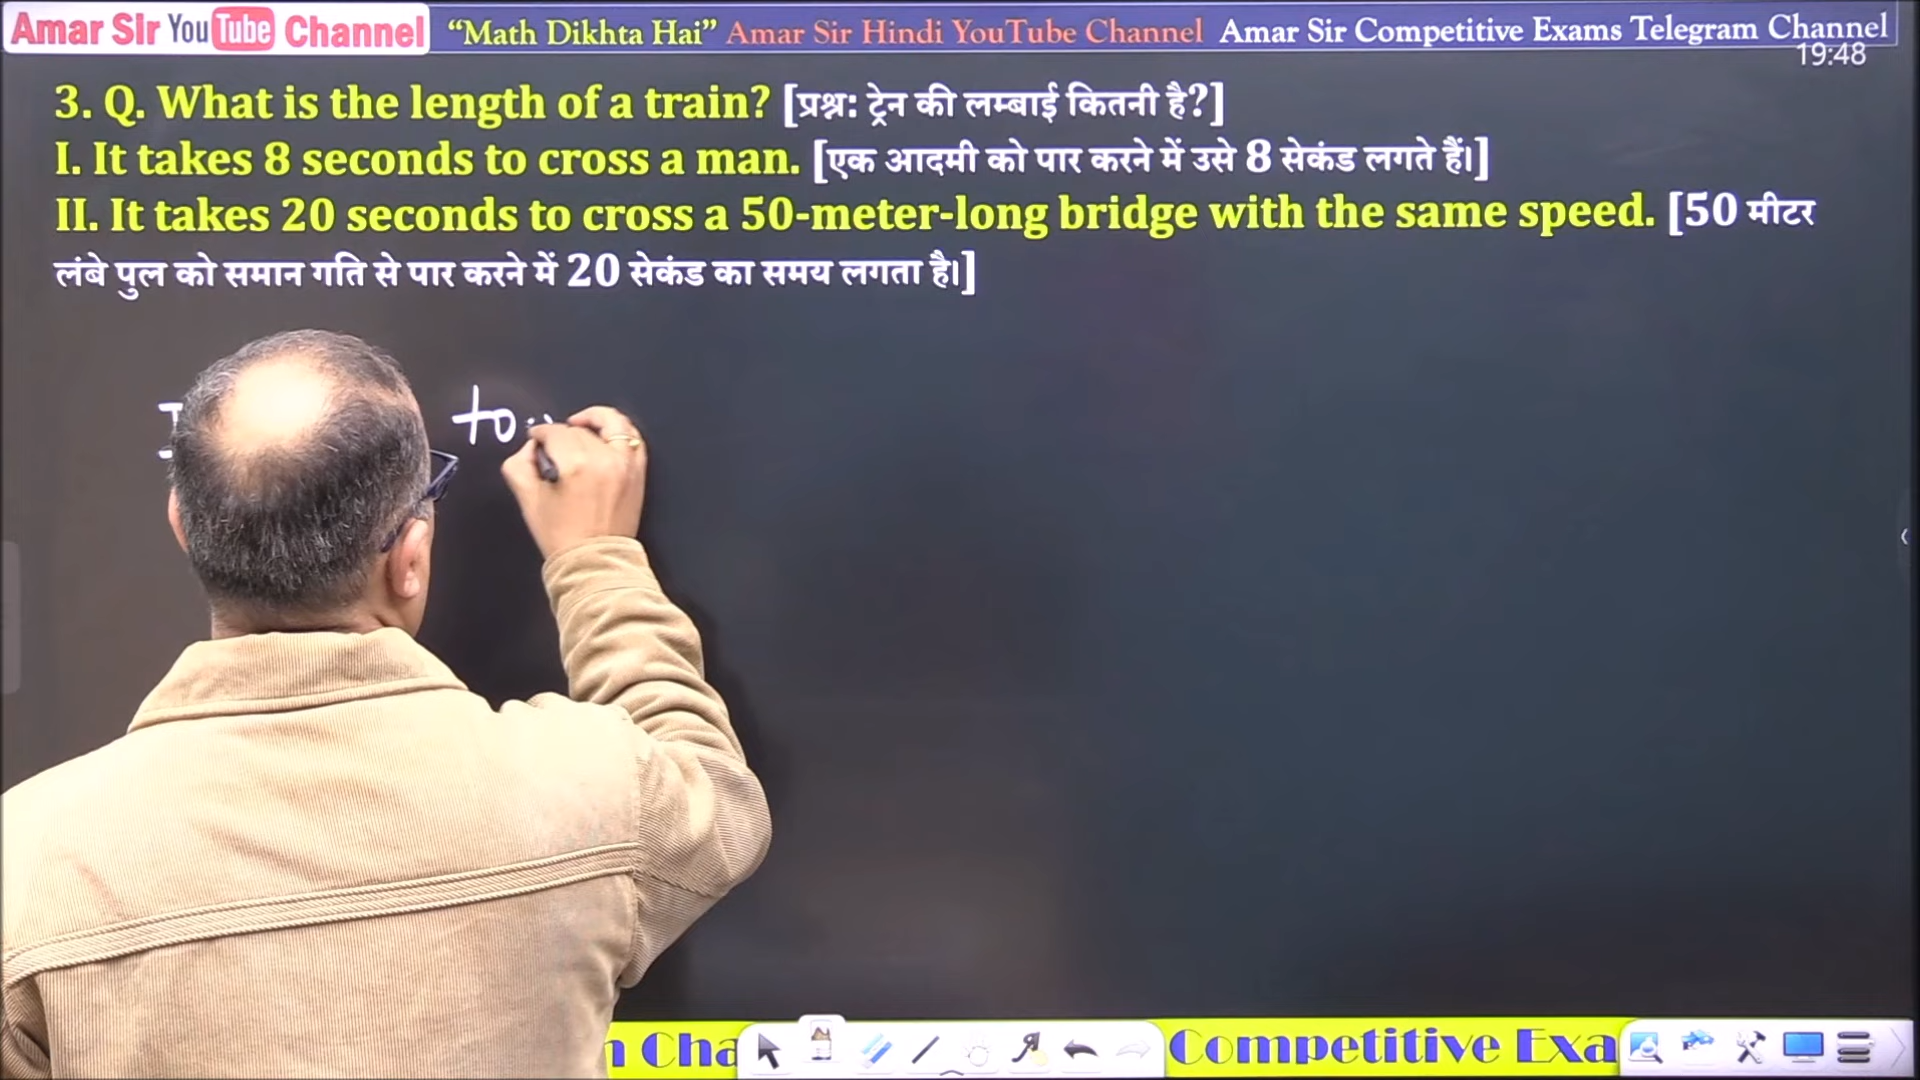 Amar Sir YouTube Channel "Math Dikhta Hai" Amar Sir Hindi YouTube Channel Amar Sir Competitive Exams Telegram Channel
19:48
3. Q. What is the length of a train? [प्रश्न: ट्रेन की लम्बाई कितनी है?]
I. It takes 8 seconds to cross a man. [एक आदमी को पार करने में उसे 8 सेकंड लगते हैं।]
II. It takes 20 seconds to cross a 50-meter-long bridge with the same speed. [50 मीटर
लंबे पुल को समान गति से पार करने में 20 सेकंड का समय लगता है।]
Competitive